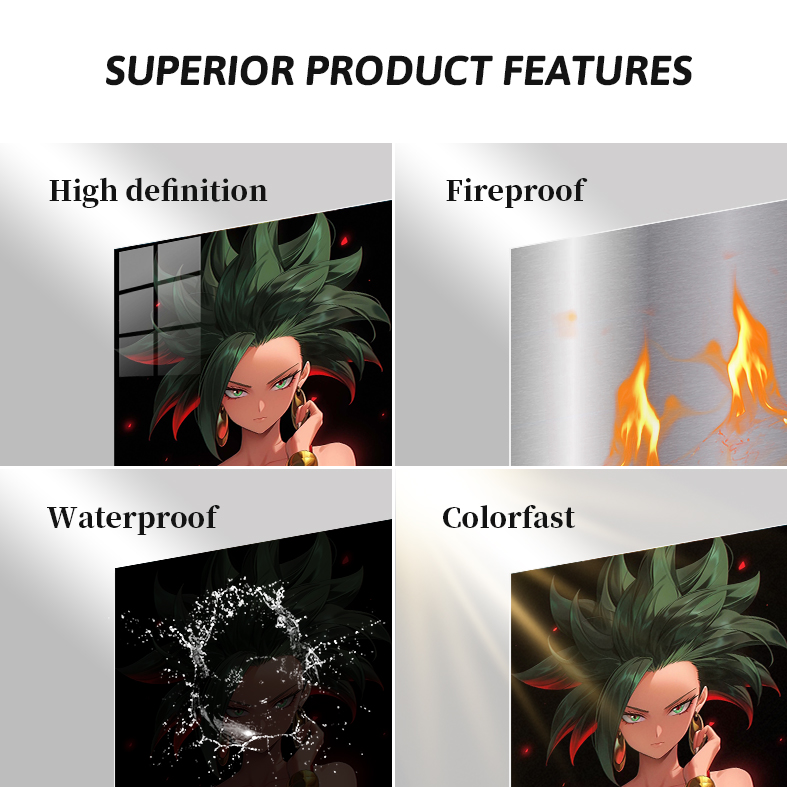 SUPERIOR PRODUCT FEATURES
High definition
Fireproof
Waterproof
Colorfast